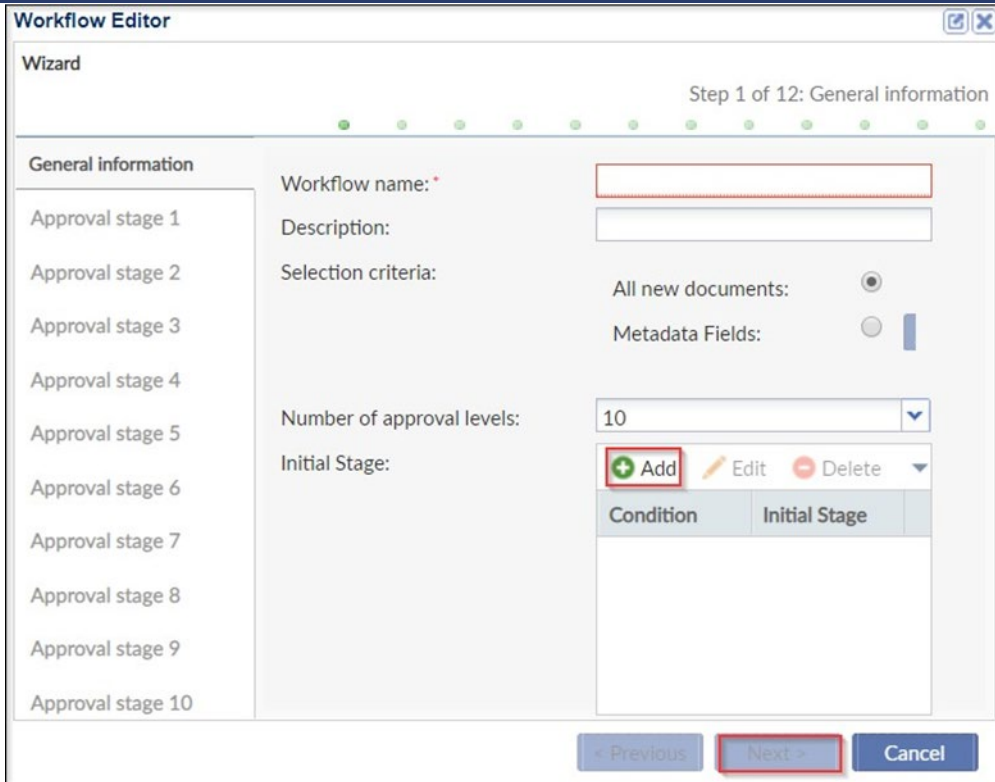 Workflow Editor
Wizard
Step 1 of 12: General information
General information
Approval stage 1
Approval stage 2
Approval stage 3
Approval stage 4
Approval stage 5
Approval stage 6
Approval stage 7
Approval stage 8
Approval stage 9
Approval stage 10
Workflow name:*
Description:
Selection criteria:
All new documents:
Metadata Fields:
Number of approval levels: 10
Initial Stage:
Add Edit Delete
Condition Initial Stage
< Previous Next > Cancel